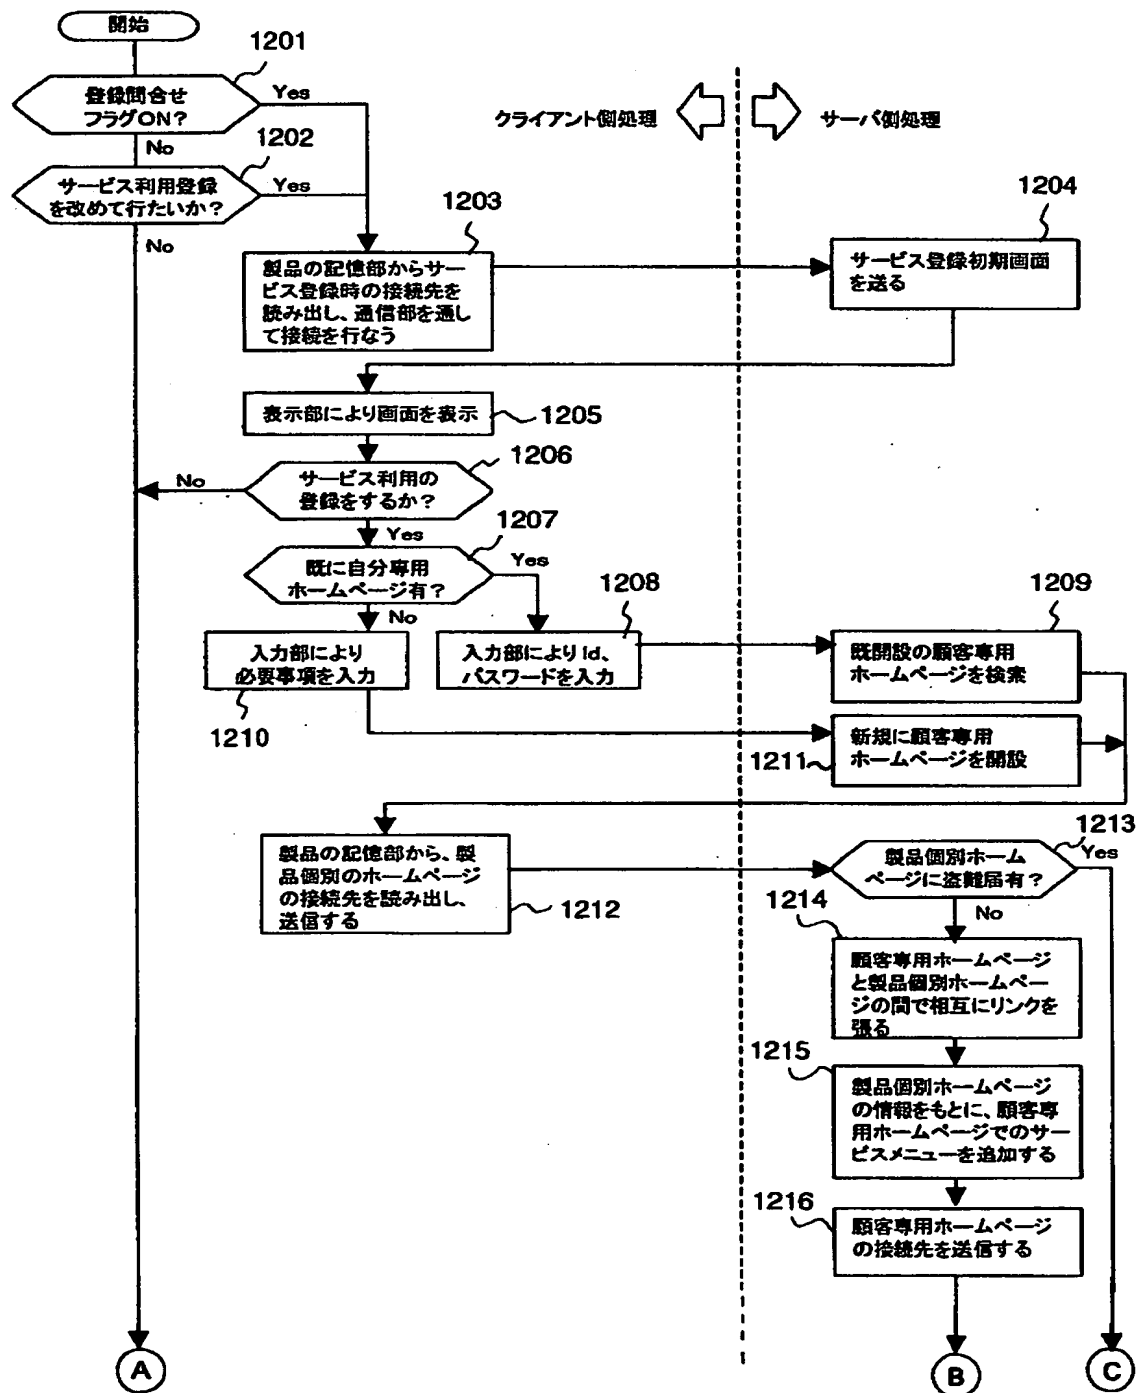 開始
1201
登録問合せ
フラグON?
Yes
No
1202
サービス利用登録
を改めて行たいか?
Yes
No
クライアント側処理
サーバ側処理
1203
製品の記憶部からサー
ビス登録時の接続先を
読み出し、通信部を通し
て接続を行なう
1204
サービス登録初期画面
を送る
表示部により画面を表示
1205
1206
サービス利用の
登録をするか?
No
Yes
1207
既に自分専用
ホームページ有?
Yes
No
1208
入力部によりid、
パスワードを入力
1209
既開設の顧客専用
ホームページを検索
入力部により
必要事項を入力
1210
1211
新規に顧客専用
ホームページを開設
製品の記憶部から、製
品個別のホームページ
の接続先を読み出し、
送信する
1212
1213
製品個別ホーム
ページに盗難届有?
Yes
No
1214
顧客専用ホームページ
と製品個別ホームペー
ジの間で相互にリンクを
張る
1215
製品個別ホームページ
の情報をもとに、顧客専
用ホームページでのサー
ビスメニューを追加する
1216
顧客専用ホームページ
の接続先を送信する
A
B
C